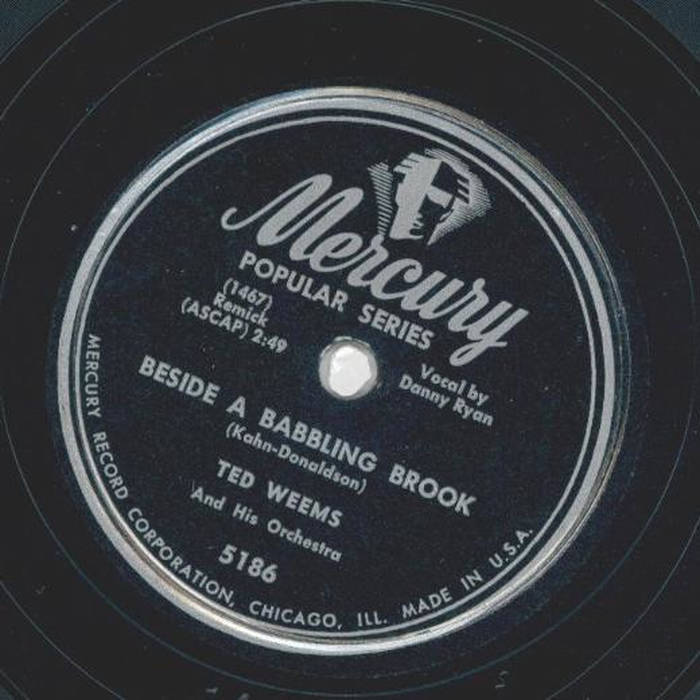 Mercury
POPULAR SERIES
(1467)
Remick
(ASCAP) 2:49
Vocal by
Danny Ryan
BESIDE A BABBLING BROOK
(Kahn-Donaldson)
TED WEEMS
And His Orchestra
5186
MERCURY RECORD CORPORATION, CHICAGO, ILL. MADE IN U.S.A.